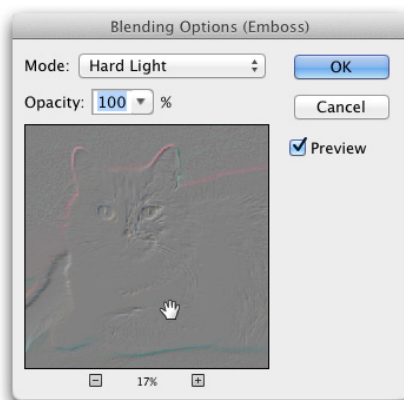 Blending Options (Emboss)
Mode: Hard Light
OK
Opacity: 100 %
Cancel
Preview
17%